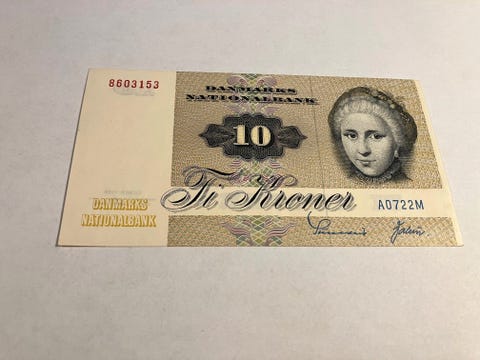 8603153
DANMARKS
NATIONALBANK
10
Ti Kroner
A0722M
DANMARKS
NATIONALBANK